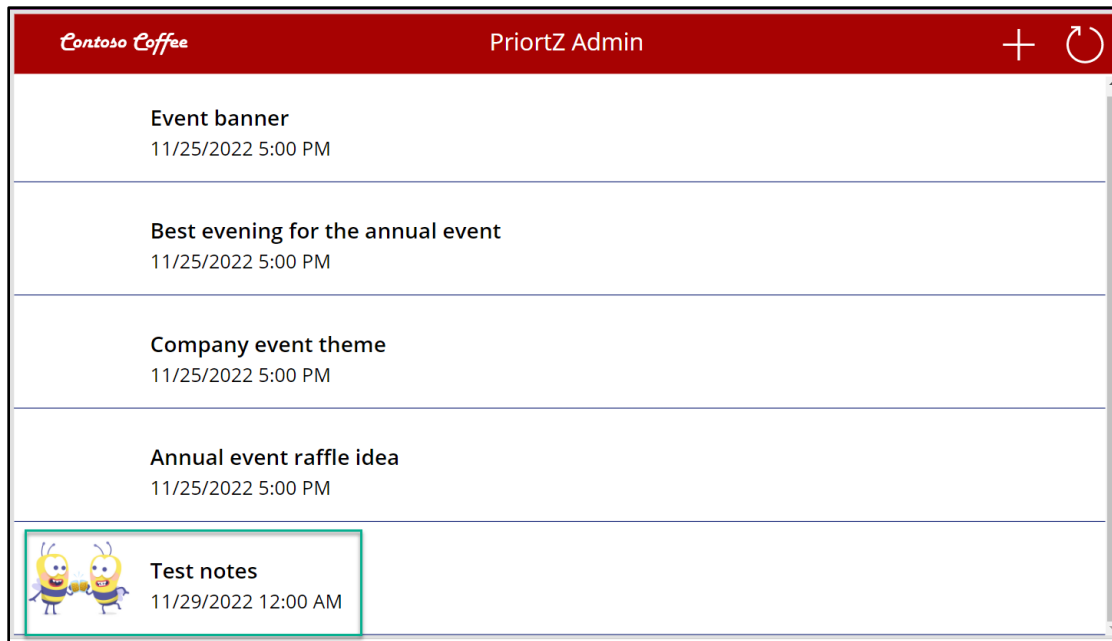 Contoso Coffee PriortZ Admin
Event banner
11/25/2022 5:00 PM
Best evening for the annual event
11/25/2022 5:00 PM
Company event theme
11/25/2022 5:00 PM
Annual event raffle idea
11/25/2022 5:00 PM
Test notes
11/29/2022 12:00 AM